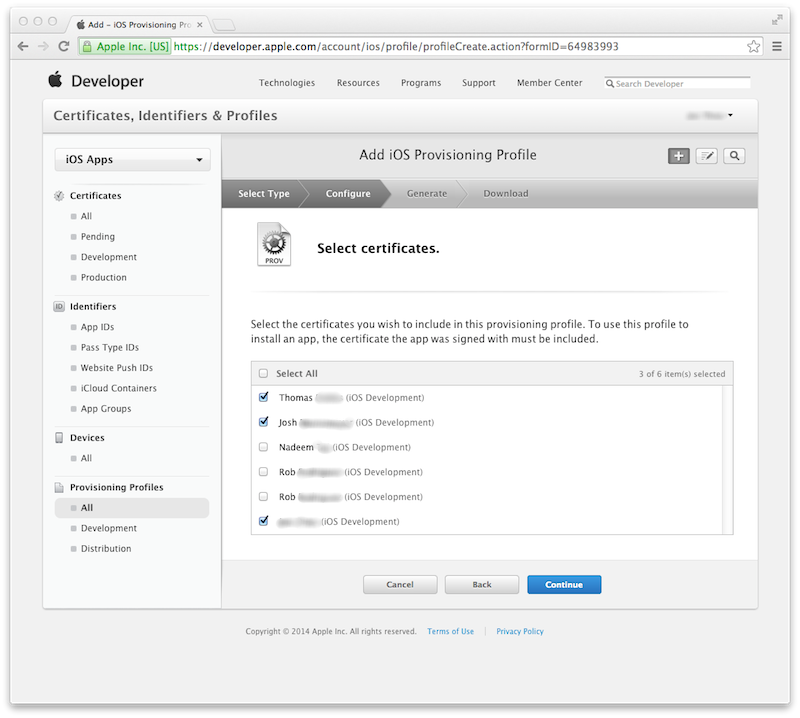 Add – iOS Provisioning Pro
Apple Inc. [US] https://developer.apple.com/account/ios/profile/profileCreate.action?formID=64983993
Developer
Technologies Resources Programs Support Member Center Search Developer
Certificates, Identifiers & Profiles
iOS Apps
Certificates
All
Pending
Development
Production
ID Identifiers
App IDs
Pass Type IDs
Website Push IDs
iCloud Containers
App Groups
Devices
All
Provisioning Profiles
All
Development
Distribution
Add iOS Provisioning Profile
Select Type Configure Generate Download
PROV
Select certificates.
Select the certificates you wish to include in this provisioning profile. To use this profile to
install an app, the certificate the app was signed with must be included.
Select All 3 of 6 item(s) selected
Thomas (iOS Development)
Josh (iOS Development)
Nadeem (iOS Development)
Rob (iOS Development)
Rob (iOS Development)
(iOS Development)
Cancel Back Continue
Copyright © 2014 Apple Inc. All rights reserved. Terms of Use Privacy Policy